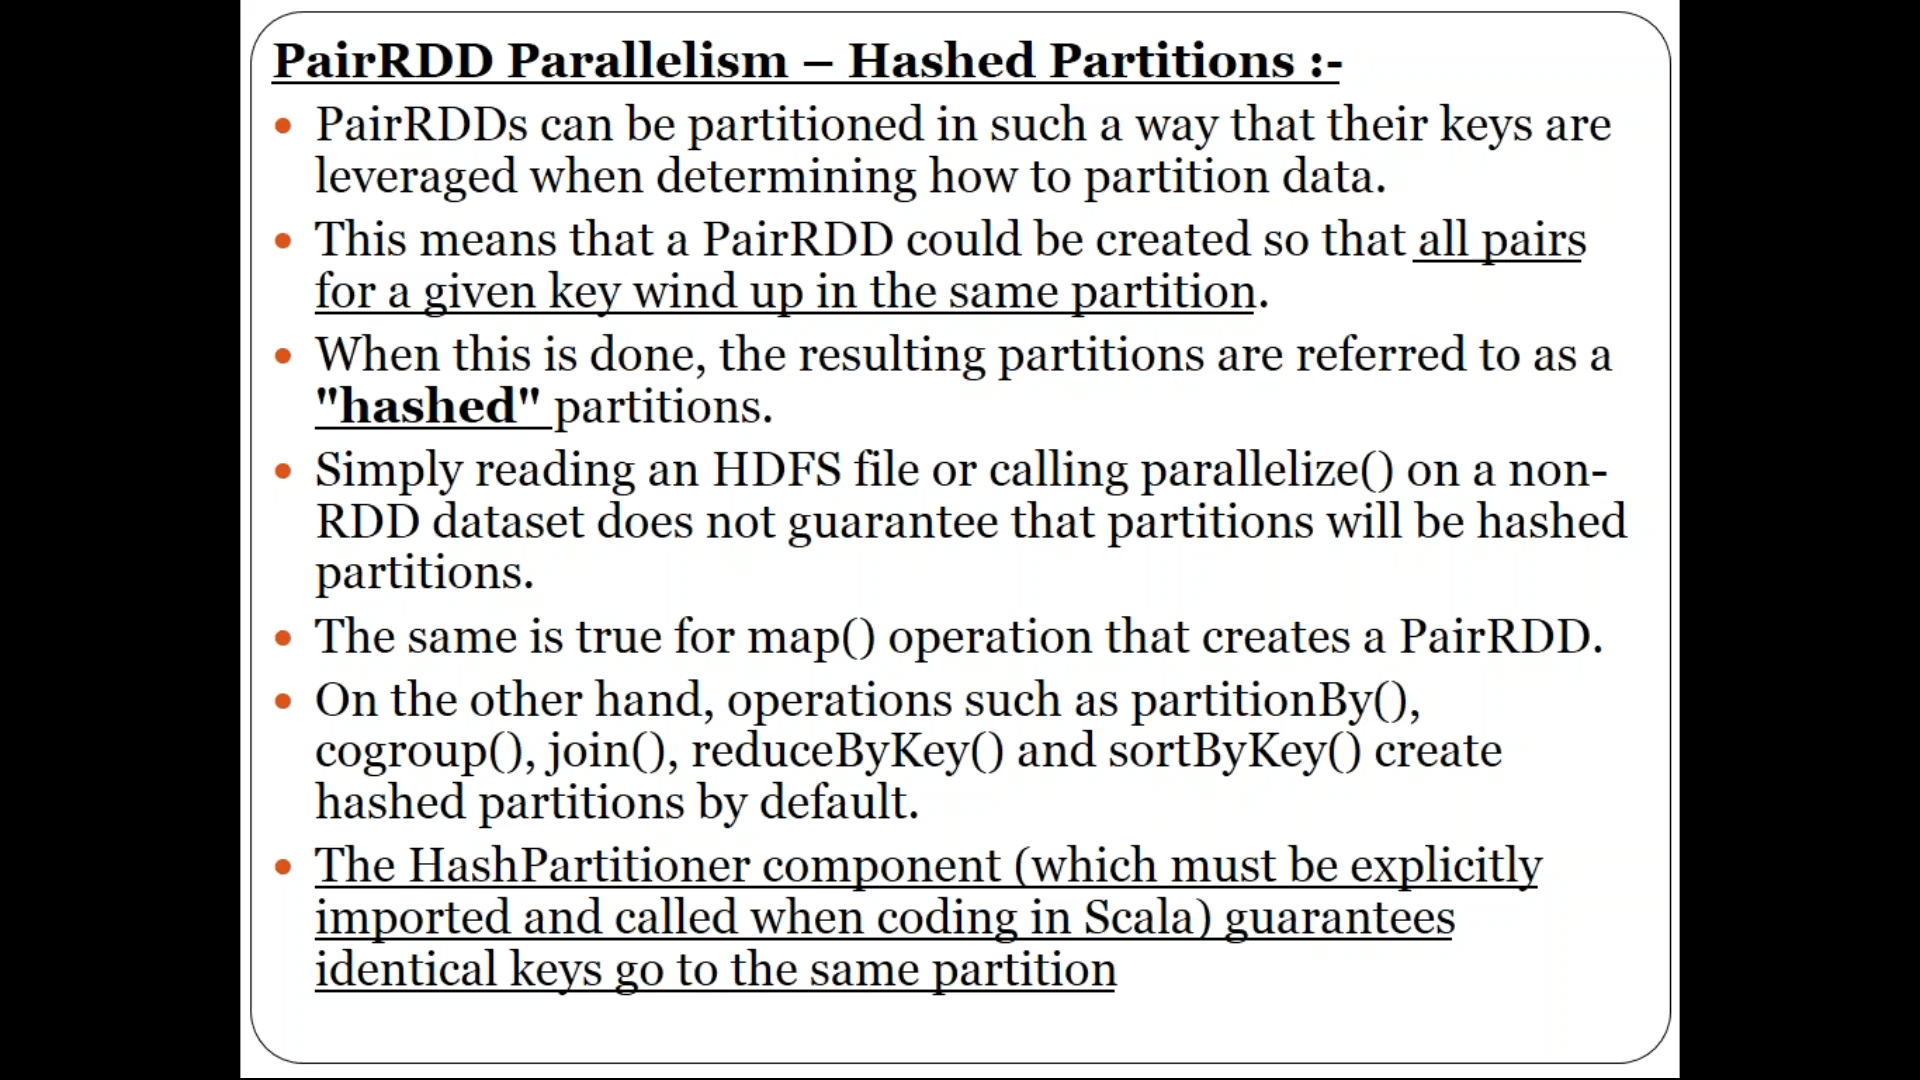 PairRDD Parallelism – Hashed Partitions :-
• PairRDDs can be partitioned in such a way that their keys are
leveraged when determining how to partition data.
• This means that a PairRDD could be created so that all pairs
for a given key wind up in the same partition.
• When this is done, the resulting partitions are referred to as a
"hashed" partitions.
• Simply reading an HDFS file or calling parallelize() on a non-
RDD dataset does not guarantee that partitions will be hashed
partitions.
• The same is true for map() operation that creates a PairRDD.
• On the other hand, operations such as partitionBy(),
cogroup(), join(), reduceByKey() and sortByKey() create
hashed partitions by default.
• The HashPartitioner component (which must be explicitly
imported and called when coding in Scala) guarantees
identical keys go to the same partition